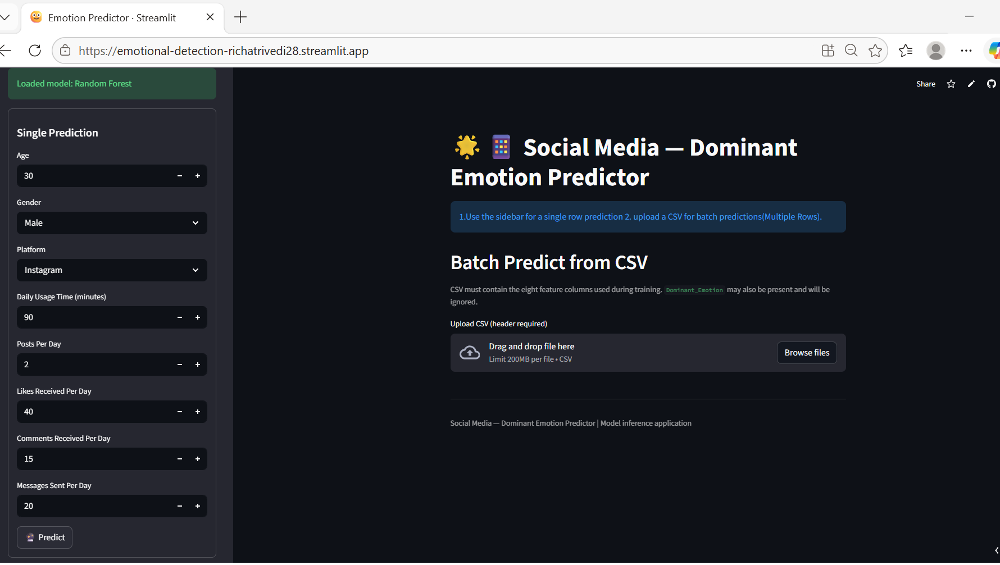 Emotion Predictor · Streamlit
https://emotional-detection-richatrivedi28.streamlit.app
Loaded model: Random Forest
Single Prediction
Age
30
Gender
Male
Platform
Instagram
Daily Usage Time (minutes)
90
Posts Per Day
2
Likes Received Per Day
40
Comments Received Per Day
15
Messages Sent Per Day
20
Predict
Share
Social Media — Dominant
Emotion Predictor
1.Use the sidebar for a single row prediction 2. upload a CSV for batch predictions(Multiple Rows).
Batch Predict from CSV
CSV must contain the eight feature columns used during training. Dominant_Emotion may also be present and will be
ignored.
Upload CSV (header required)
Drag and drop file here
Limit 200MB per file • CSV
Browse files
Social Media — Dominant Emotion Predictor | Model inference application